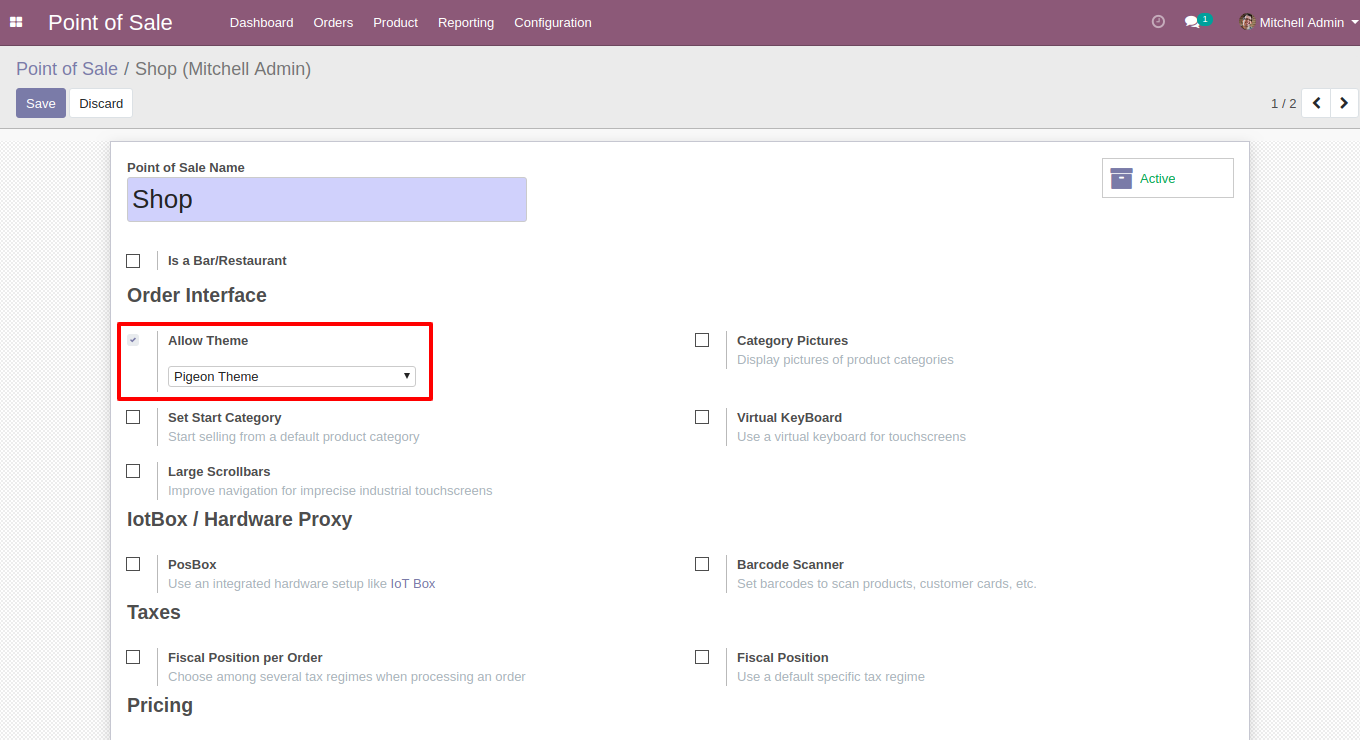 Point of Sale Dashboard Orders Product Reporting Configuration 1 Mitchell Admin
Point of Sale / Shop (Mitchell Admin)
Save Discard 1 / 2
Point of Sale Name
Shop
Active
Is a Bar/Restaurant
Order Interface
Allow Theme
Pigeon Theme
Category Pictures
Display pictures of product categories
Set Start Category
Start selling from a default product category
Virtual KeyBoard
Use a virtual keyboard for touchscreens
Large Scrollbars
Improve navigation for imprecise industrial touchscreens
IotBox / Hardware Proxy
PosBox
Use an integrated hardware setup like IoT Box
Barcode Scanner
Set barcodes to scan products, customer cards, etc.
Taxes
Fiscal Position per Order
Choose among several tax regimes when processing an order
Fiscal Position
Use a default specific tax regime
Pricing